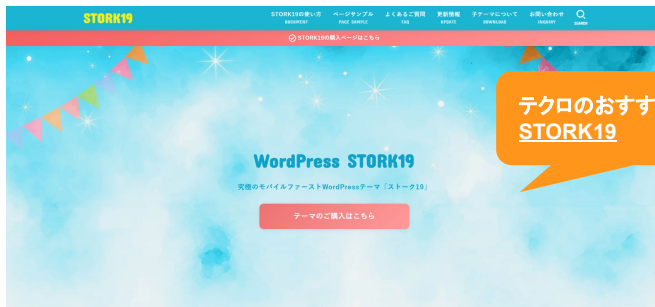 STORK19
STORK19の使い方 ページサンプル よくあるご質問 更新情報 子テーマについて お問い合わせ
PAGE SAMPLE FAQ UPDATE DOWNLOAD INQUIRY SEARCH
STORK19の購入ページはこちら
テクロのおすす
STORK19
WordPress STORK19
究極のモバイルファーストWordPressテーマ「ストーク19」
テーマのご購入はこちら